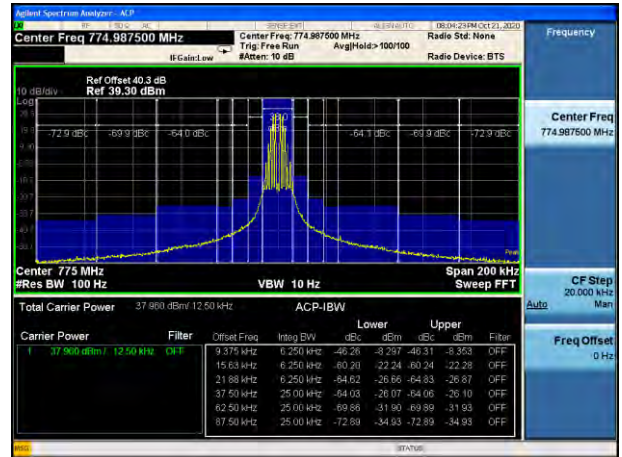 Agilent Spectrum Analyzer - ACP
RF 50 Ω AC SENSE:EXT ALIGN AUTO 08:04:23PM Oct 21, 2020
Center Freq 774.987500 MHz
Center Freq: 774.987500 MHz
Radio Std: None
Trig: Free Run Avg|Hold:> 100/100
IFGain:Low #Atten: 10 dB Radio Device: BTS
Ref Offset 40.3 dB
10 dB/div Ref 39.30 dBm
Log
-72.9 dBc -69.9 dBc -64.0 dBc -64.1 dBc -69.9 dBc -72.9 dBc
Peak
Center 775 MHz Span 200 kHz
#Res BW 100 Hz VBW 10 Hz Sweep FFT
Total Carrier Power 37.960 dBm/ 12.50 kHz ACP-IBW
Lower Upper
Carrier Power Filter Offset Freq Integ BW dBc dBm dBc dBm Filter
1 37.960 dBm / 12.50 kHz OFF 9.375 kHz 6.250 kHz -46.26 -8.297 -46.31 -8.353 OFF
15.63 kHz 6.250 kHz -60.20 -22.24 -60.24 -22.28 OFF
21.88 kHz 6.250 kHz -64.62 -26.66 -64.83 -26.87 OFF
37.50 kHz 25.00 kHz -64.03 -26.07 -64.06 -26.10 OFF
62.50 kHz 25.00 kHz -69.86 -31.90 -69.89 -31.93 OFF
87.50 kHz 25.00 kHz -72.89 -34.93 -72.89 -34.93 OFF
MSG STATUS
Frequency
Center Freq
774.987500 MHz
CF Step
20.000 kHz
Auto Man
Freq Offset
0 Hz